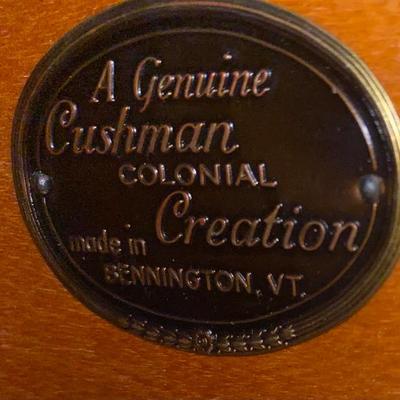 A Genuine
Cushman
COLONIAL
Creation
made in
BENNINGTON, VT.